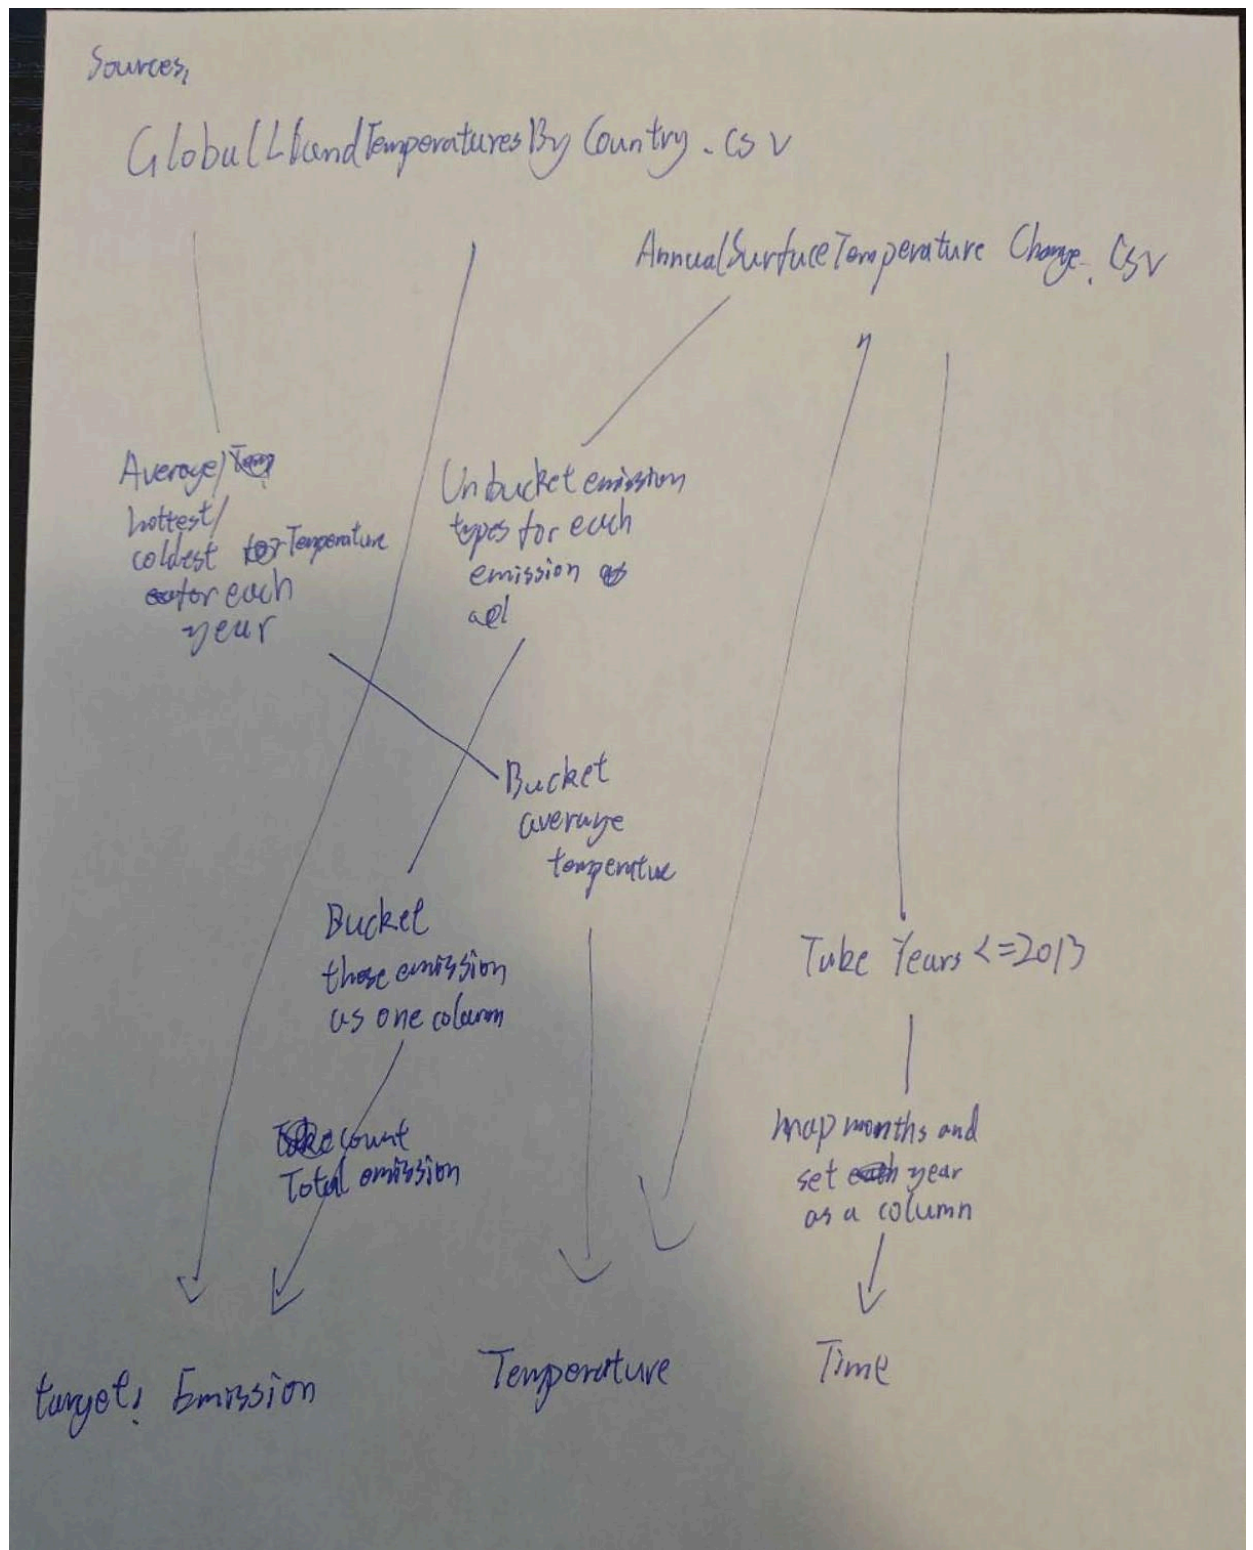 Sources,
GlobalLandTemperaturesByCountry.csv
AnnualSurfaceTemperature Change.csv
Average/
hottest/
coldest Temperature
for each
year
Unbucket emission
types for each
emission
Bucket
average
temperature
Bucket
those emission
as one column
count
Total emission
Take Years <=2013
map months and
set year
as a column
target: Emission
Temperature
Time